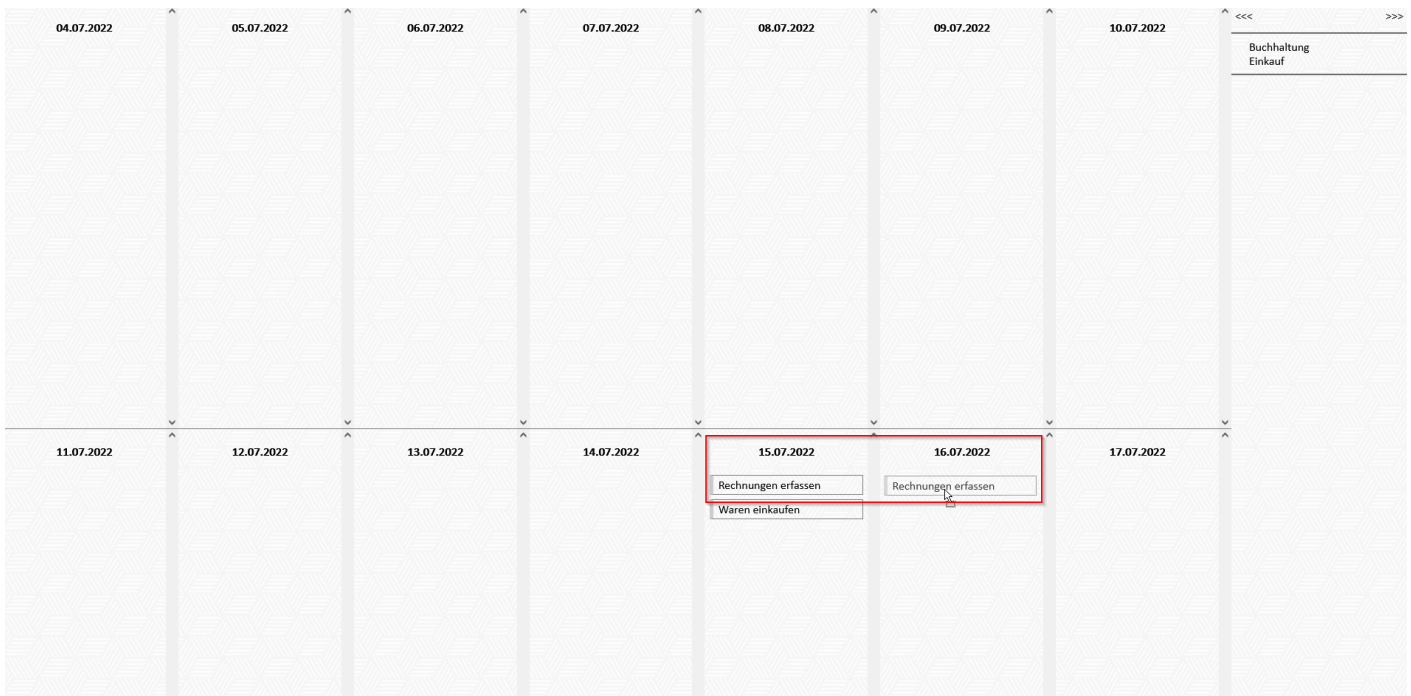 04.07.2022 05.07.2022 06.07.2022 07.07.2022 08.07.2022 09.07.2022 10.07.2022
<<< >>>
Buchhaltung
Einkauf
11.07.2022 12.07.2022 13.07.2022 14.07.2022 15.07.2022 16.07.2022 17.07.2022
Rechnungen erfassen Rechnungen erfassen
Waren einkaufen